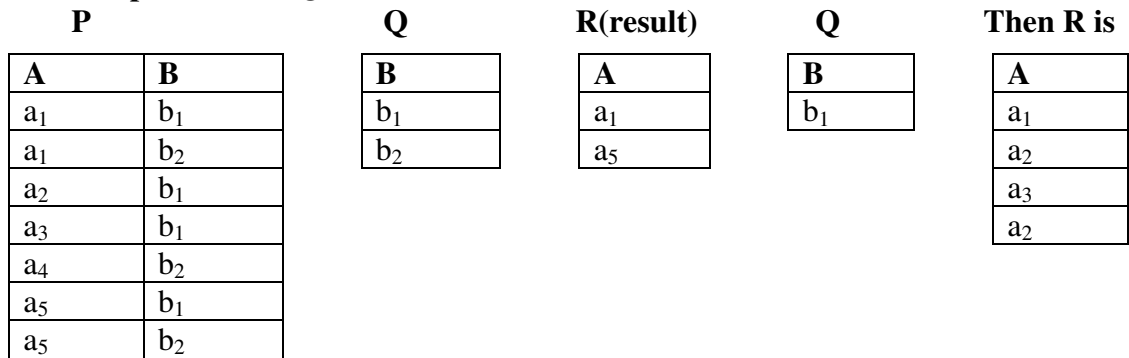 P Q R(result) Q Then R is
A B B A B A
a₁ b₁ b₁ a₁ b₁ a₁
a₁ b₂ b₂ a₅ a₂
a₂ b₁ a₃
a₃ b₁ a₂
a₄ b₂
a₅ b₁
a₅ b₂